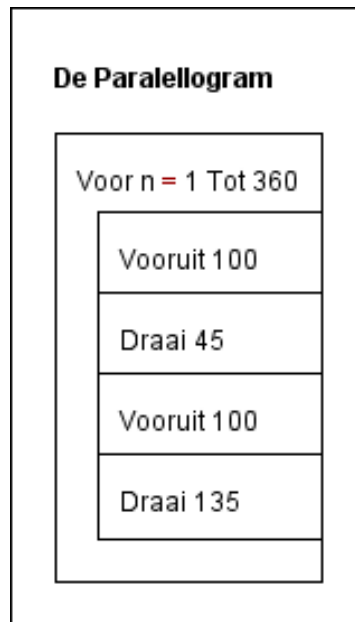 De Paralellogram
Voor n = 1 Tot 360
Vooruit 100
Draai 45
Vooruit 100
Draai 135